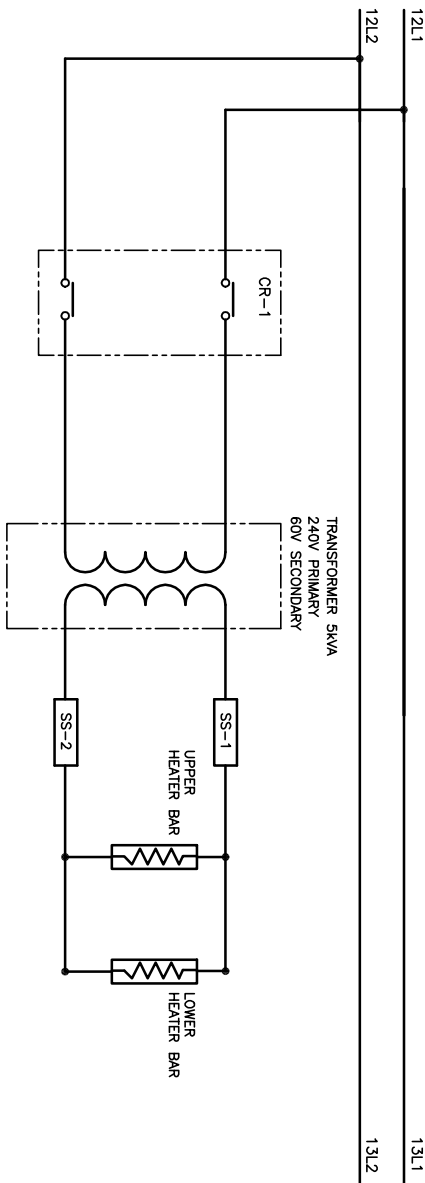 12L1
12L2
CR-1
TRANSFORMER 5kVA
240V PRIMARY
60V SECONDARY
SS-1
SS-2
UPPER
HEATER BAR
LOWER
HEATER BAR
13L1
13L2